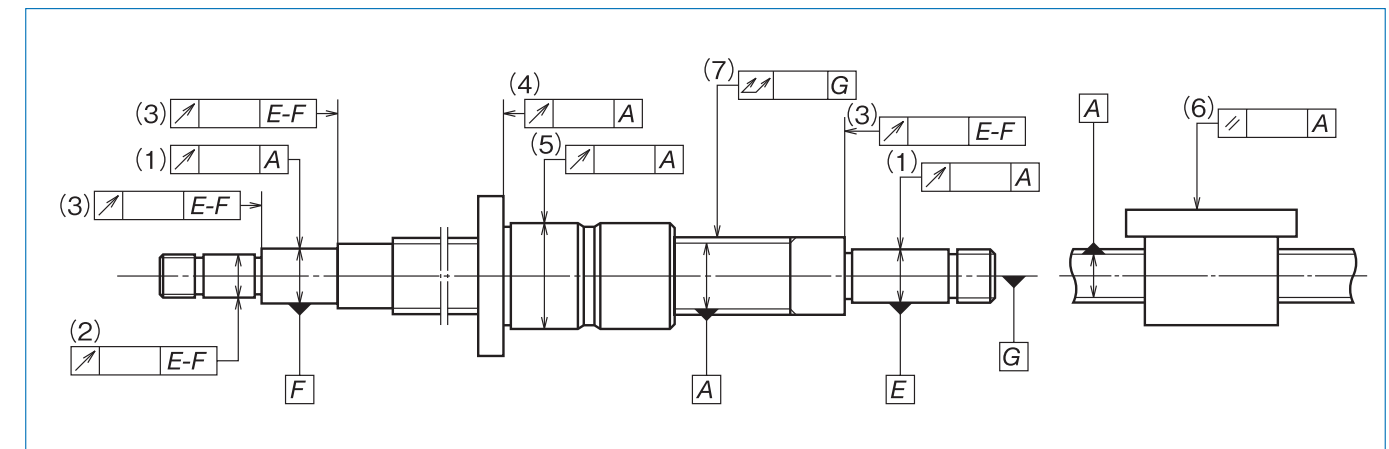 (7) G
(4) A
(3) E-F
A
(6) A
(3) E-F
(5) A
(1) A
(1) A
(3) E-F
(2) E-F
G
F
A
E